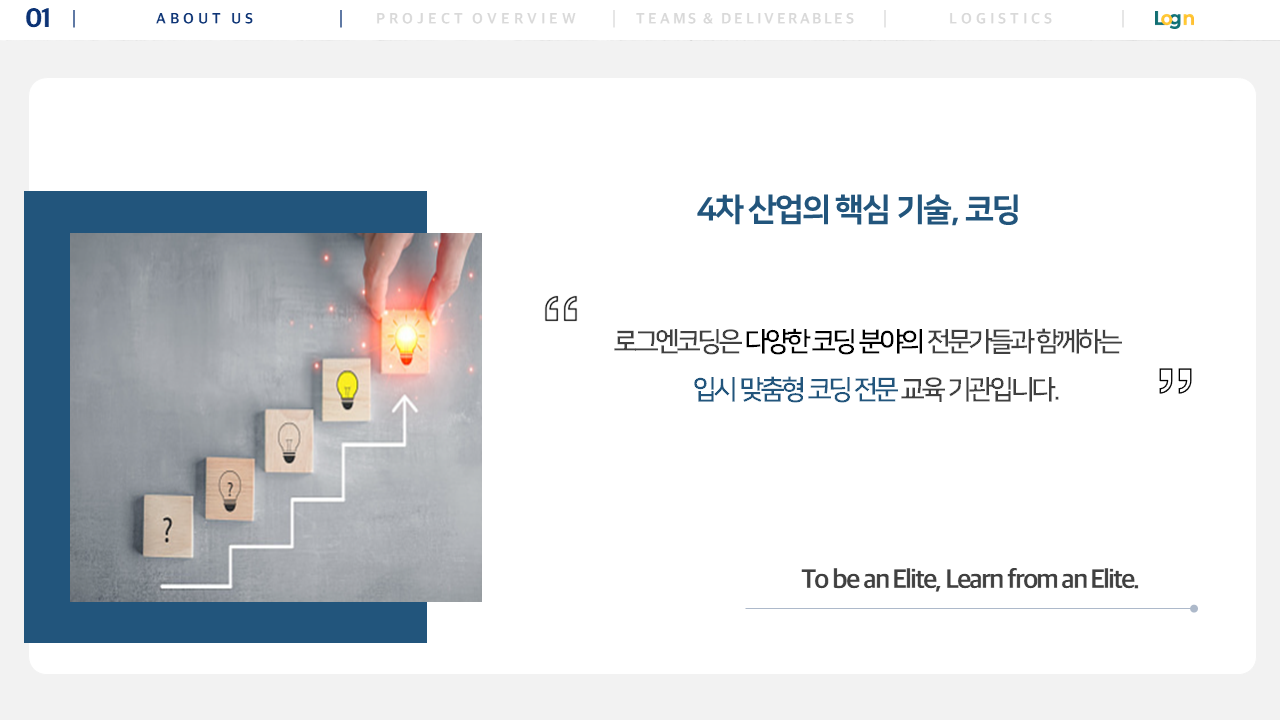 01 | ABOUT US | PROJECT OVERVIEW | TEAMS & DELIVERABLES | LOGISTICS | Login
4차 산업의 핵심 기술, 코딩
“
로그엔코딩은 다양한 코딩 분야의 전문가들과 함께하는
입시 맞춤형 코딩 전문 교육 기관입니다.
”
?
?
To be an Elite, Learn from an Elite.